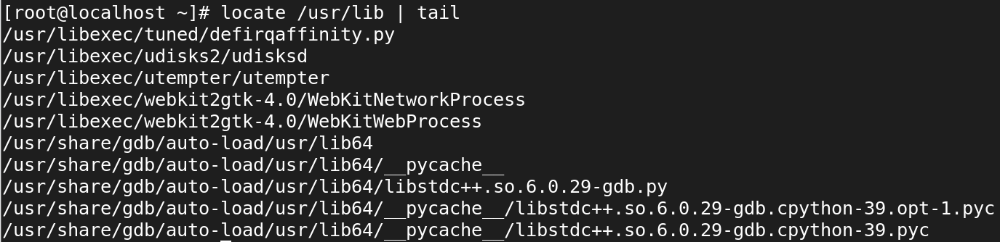 [root@localhost ~]# locate /usr/lib | tail
/usr/libexec/tuned/defirqaffinity.py
/usr/libexec/udisks2/udisksd
/usr/libexec/utempter/utempter
/usr/libexec/webkit2gtk-4.0/WebKitNetworkProcess
/usr/libexec/webkit2gtk-4.0/WebKitWebProcess
/usr/share/gdb/auto-load/usr/lib64
/usr/share/gdb/auto-load/usr/lib64/__pycache__
/usr/share/gdb/auto-load/usr/lib64/libstdc++.so.6.0.29-gdb.py
/usr/share/gdb/auto-load/usr/lib64/__pycache__/libstdc++.so.6.0.29-gdb.cpython-39.opt-1.pyc
/usr/share/gdb/auto-load/usr/lib64/__pycache__/libstdc++.so.6.0.29-gdb.cpython-39.pyc